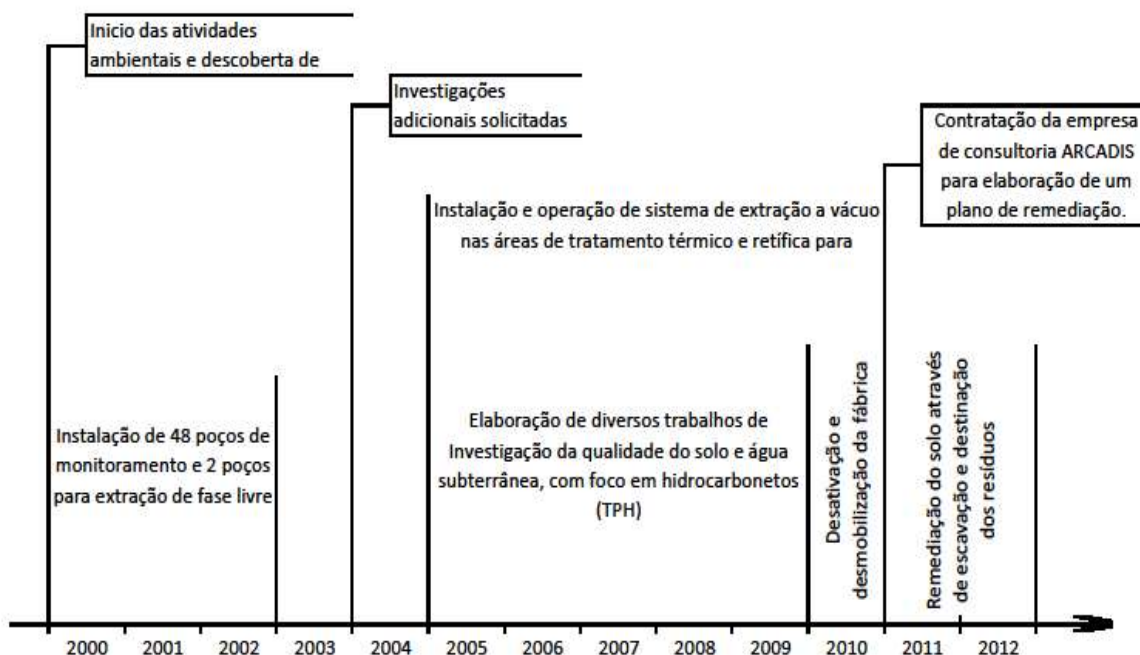 Inicio das atividades
ambientais e descoberta de
Investigações
adicionais solicitadas
Contratação da empresa
de consultoria ARCADIS
para elaboração de um
plano de remediação.
Instalação e operação de sistema de extração a vácuo
nas áreas de tratamento térmico e retífica para
Instalação de 48 poços de
monitoramento e 2 poços
para extração de fase livre
Elaboração de diversos trabalhos de
Investigação da qualidade do solo e água
subterrânea, com foco em hidrocarbonetos
(TPH)
Desativação e
desmobilização da fábrica
Remediação do solo através
de escavação e destinação
dos resíduos
2000 2001 2002 2003 2004 2005 2006 2007 2008 2009 2010 2011 2012